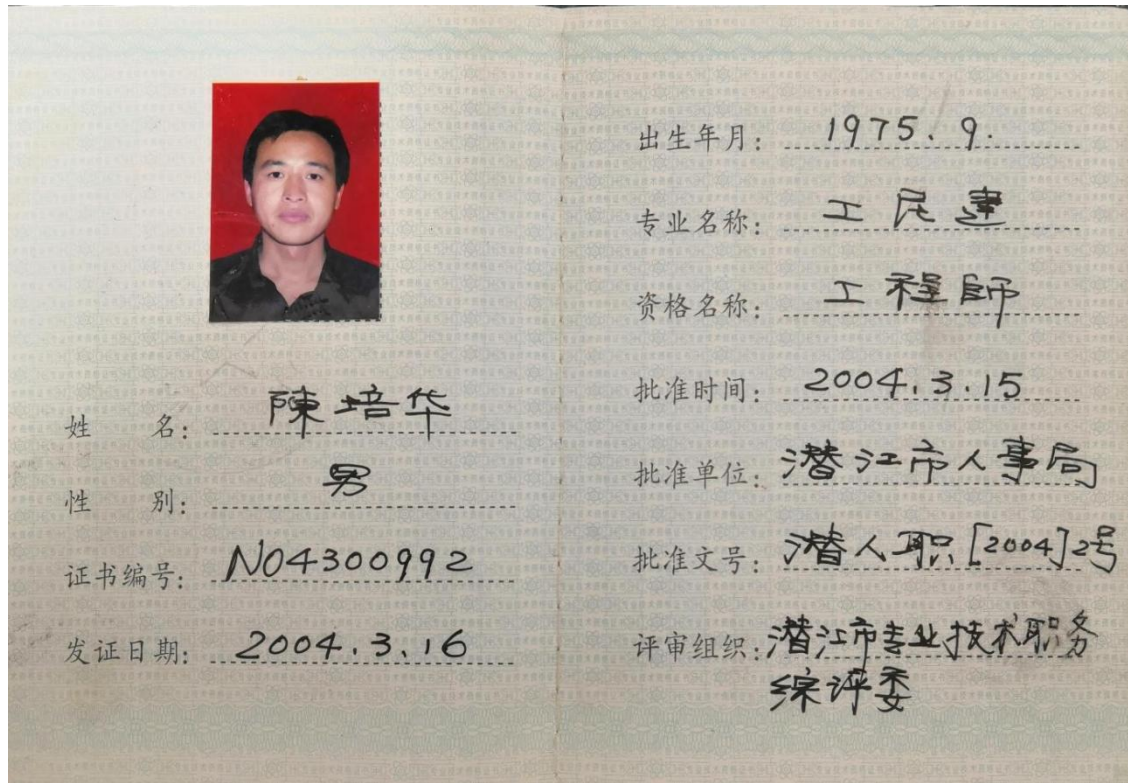 姓 名：陳培华
性 别：男
证书编号：N04300992
发证日期：2004.3.16
出生年月：1975.9.
专业名称：工民建
资格名称：工程師
批准时间：2004.3.15
批准单位：潜江市人事局
批准文号：潜人职[2004]2号
评审组织：潜江市专业技术职务
综评委